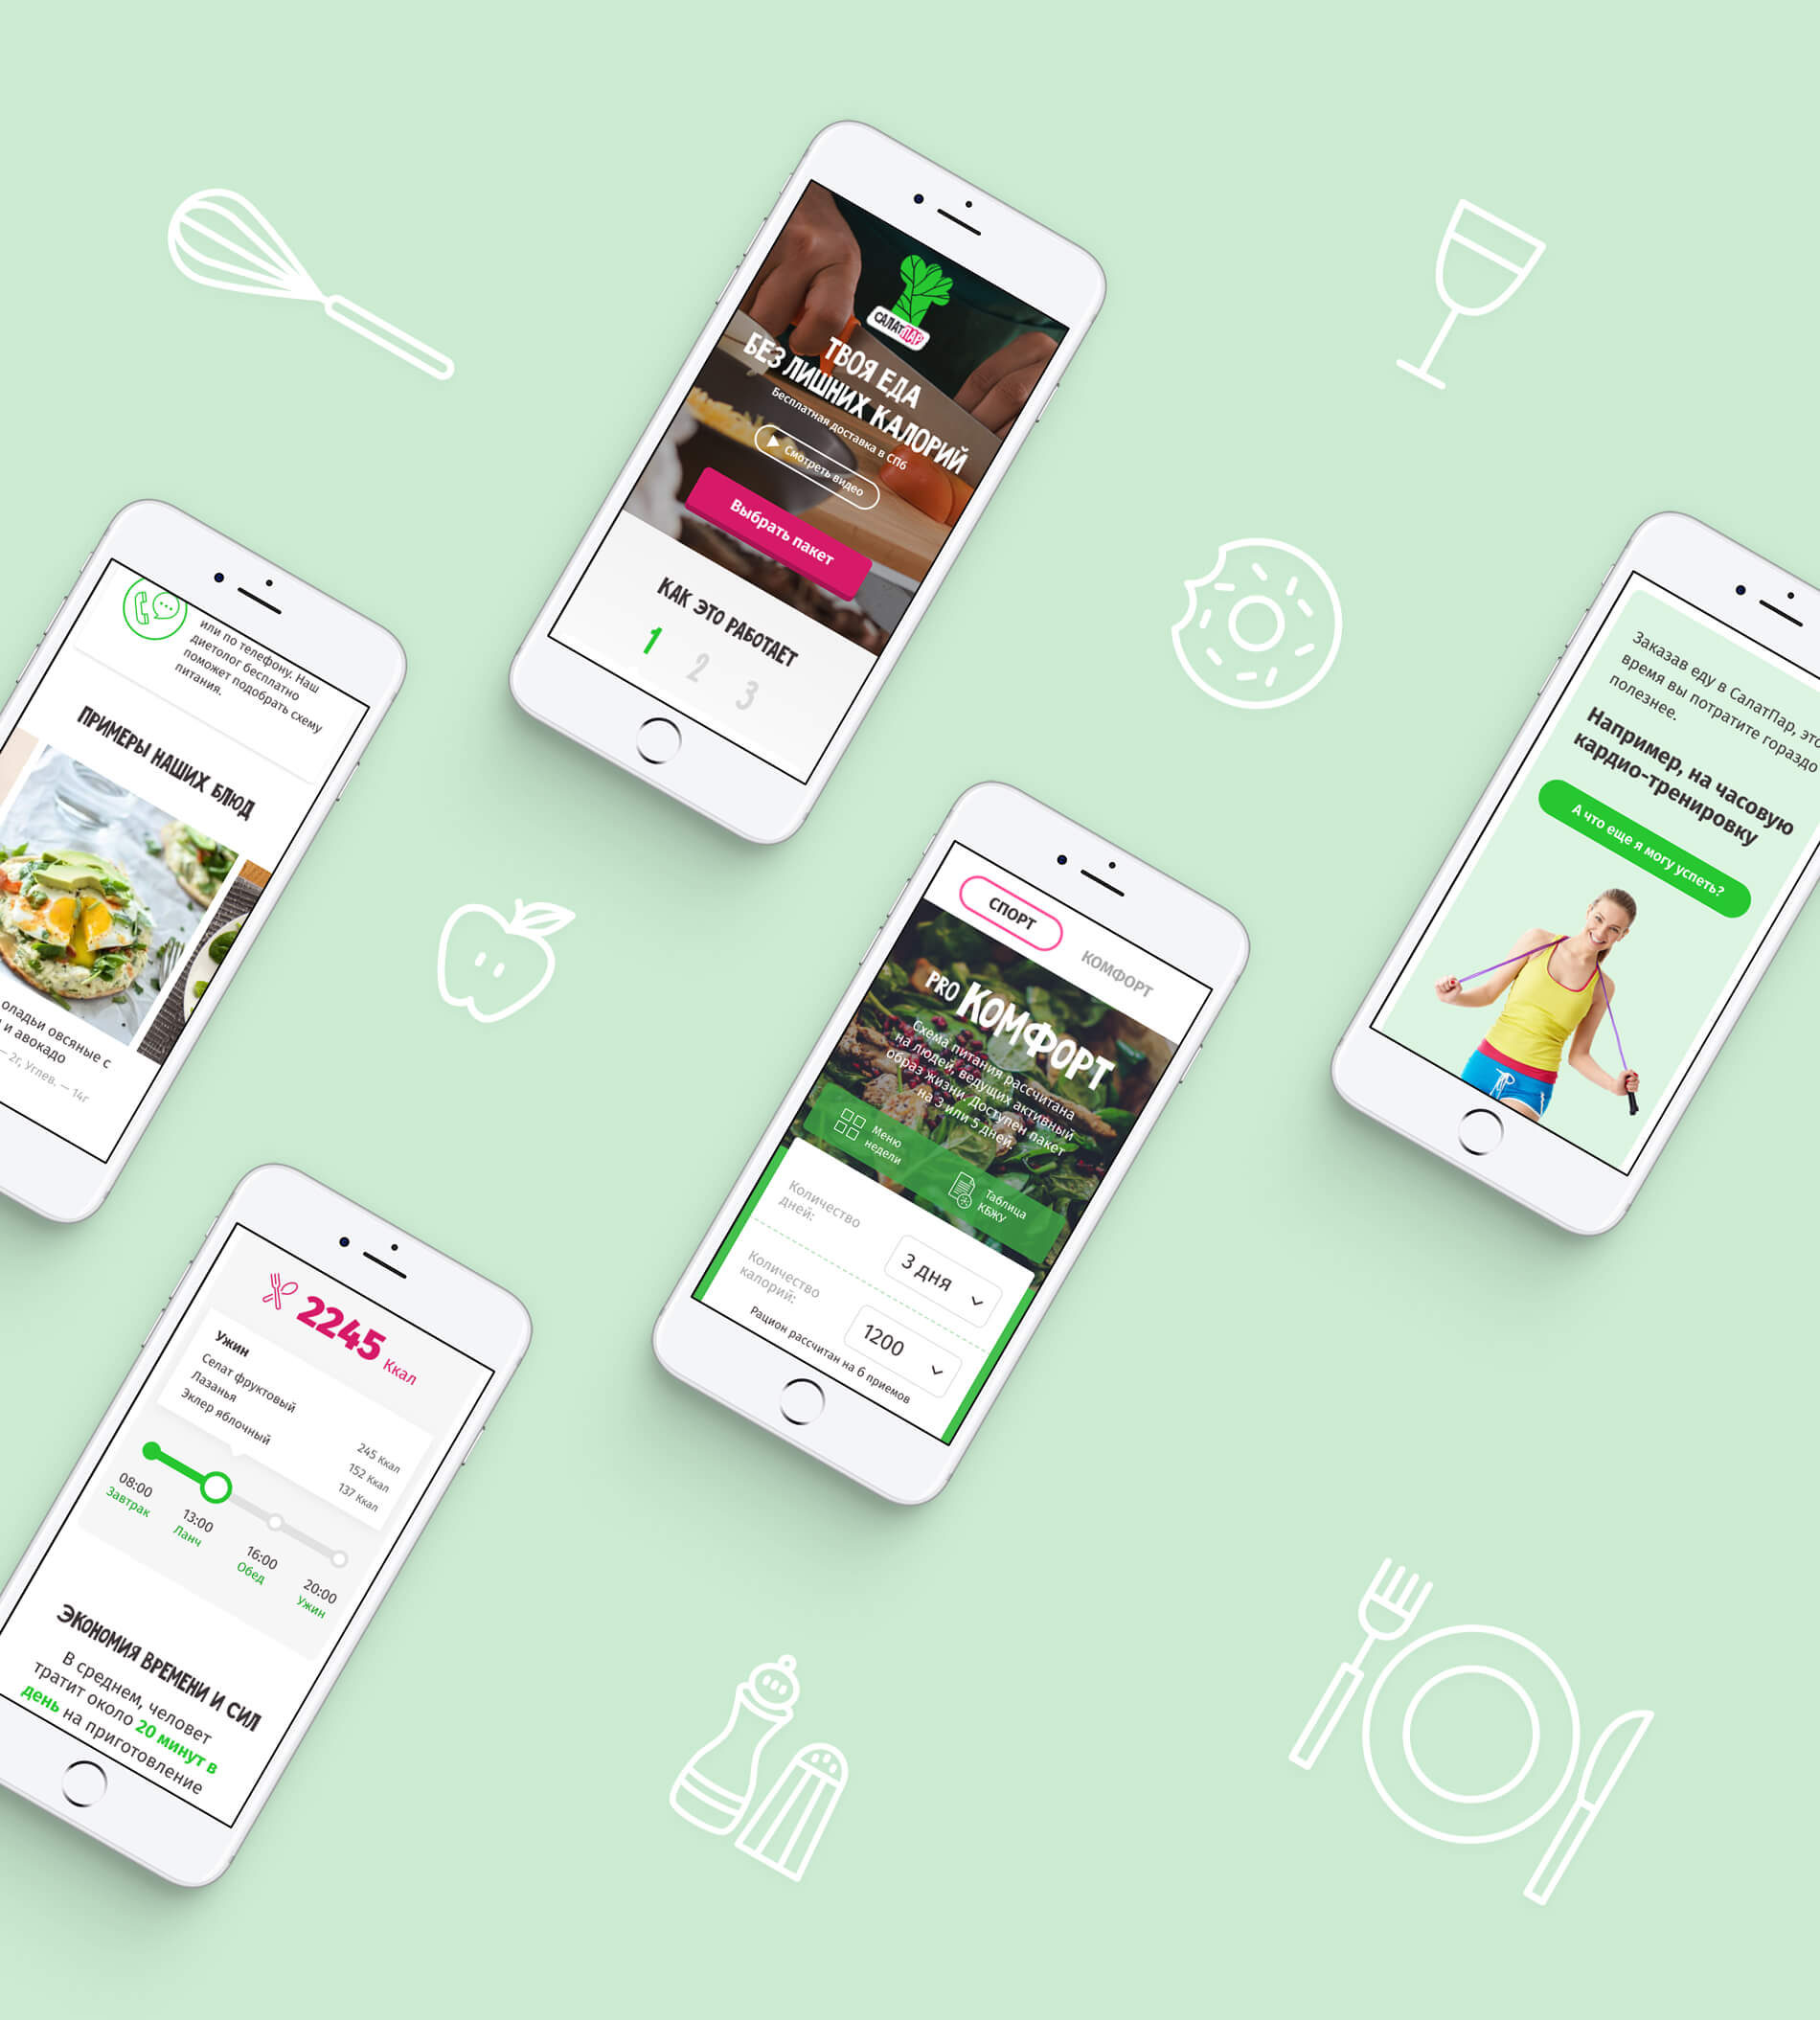 САЛАТПАР
ТВОЯ ЕДА
БЕЗ ЛИШНИХ КАЛОРИЙ
Бесплатная доставка в СПб
Смотреть видео
Выбрать пакет
КАК ЭТО РАБОТАЕТ
1 2 3
или по телефону. Наш
диетолог бесплатно
поможет подобрать схему
питания.
ПРИМЕРЫ НАШИХ БЛЮД
оладьи овсяные с
и авокадо
— 2г, Углев. — 14г
Заказав еду в СалатПар, это
время вы потратите гораздо
полезнее.
Например, на часовую
кардио-тренировку
А что еще я могу успеть?
СПОРТ
КОМФОРТ
PRO КОМФОРТ
Схема питания рассчитана
на людей, ведущих активный
образ жизни. Доступен пакет
на 3 или 5 дней.
Меню
недели
Таблица
КБЖУ
Количество
дней:
3 дня
Количество
калорий:
1200
Рацион рассчитан на 6 приемов
2245 Ккал
Ужин
Селат фруктовый 245 Ккал
Лазанья 152 Ккал
Эклер яблочный 137 Ккал
08:00
Завтрак
13:00
Ланч
16:00
Обед
20:00
Ужин
ЭКОНОМИЯ ВРЕМЕНИ И СИЛ
В среднем, человет
тратит около 20 минут в
день на приготовление